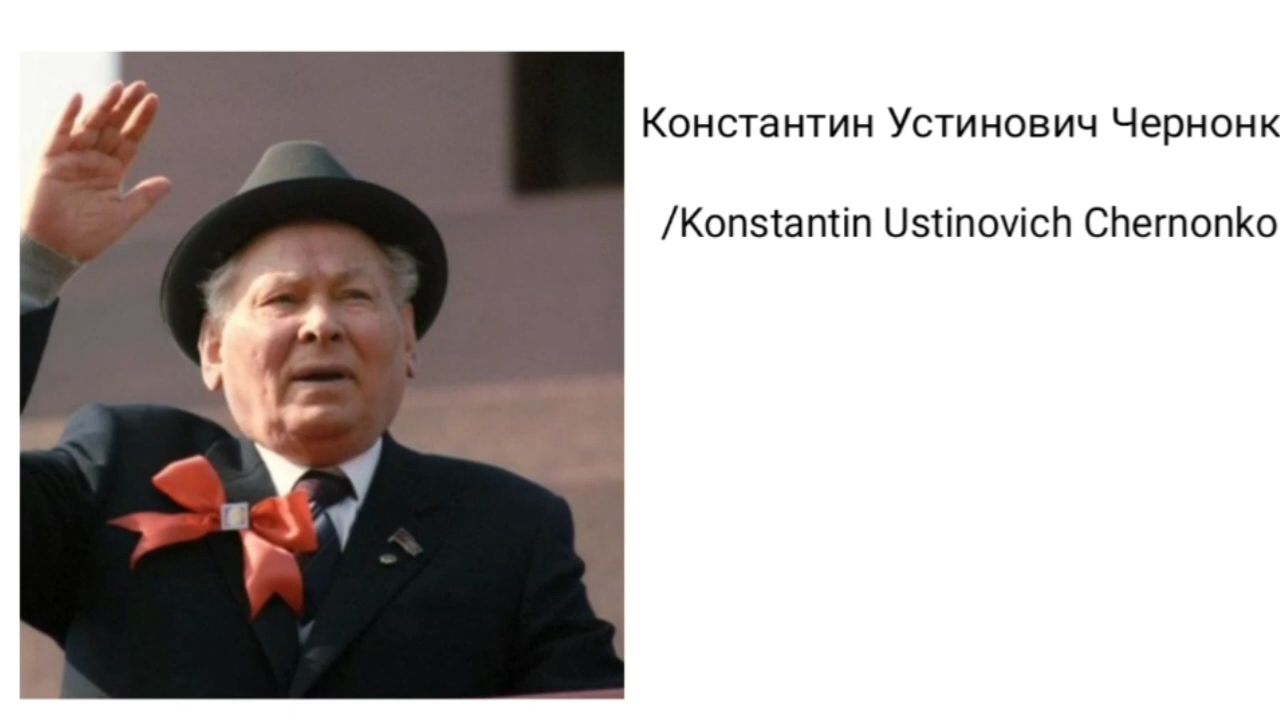 Константин Устинович Чернонк
/Konstantin Ustinovich Chernonko